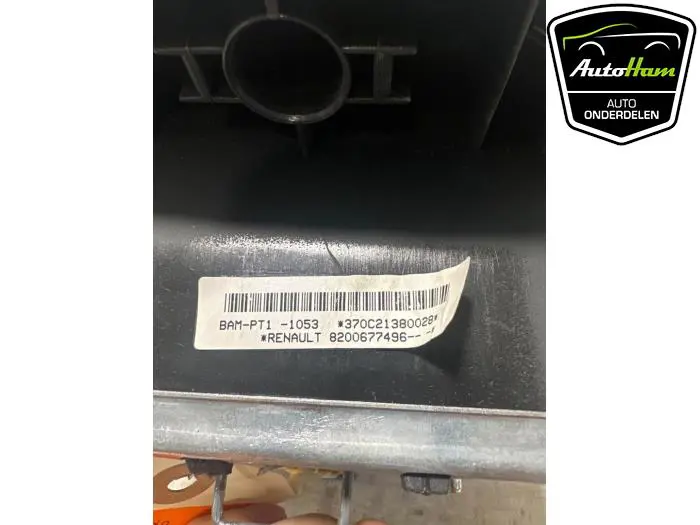 AutoHam
AUTO
ONDERDELEN
BAM-PT1 -1053 *370C21380028*
*RENAULT 8200677496--